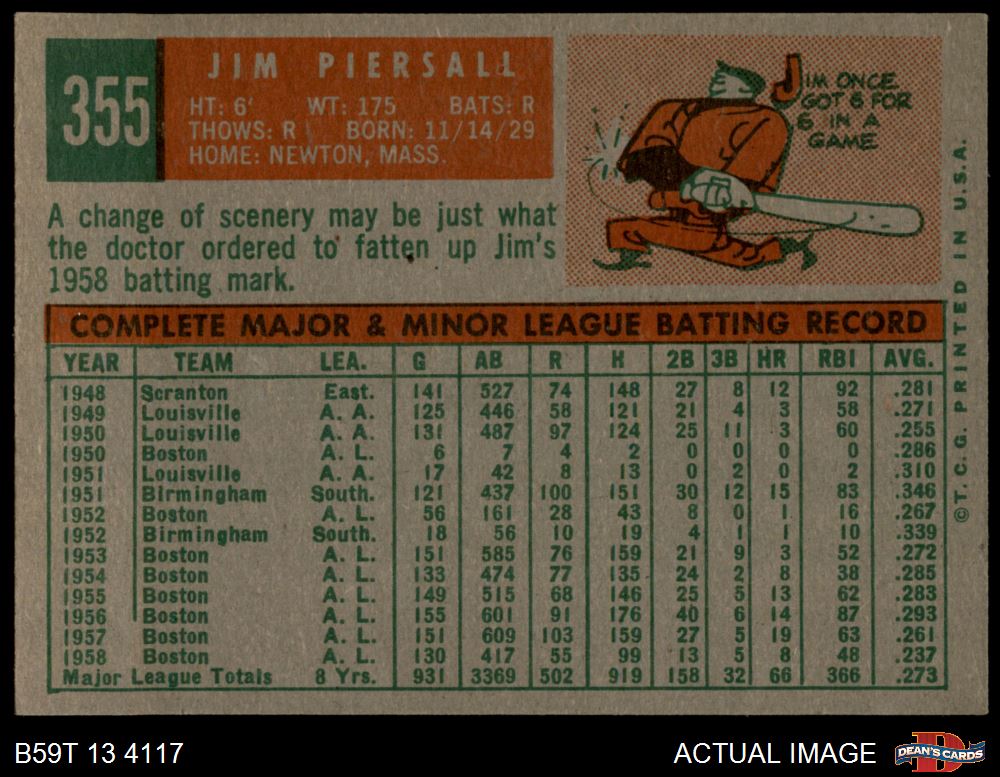 355
JIM PIERSALL
HT: 6' WT: 175 BATS: R
THOWS: R BORN: 11/14/29
HOME: NEWTON, MASS.
JIM ONCE
GOT 6 FOR
6 IN A
GAME
A change of scenery may be just what
the doctor ordered to fatten up Jim's
1958 batting mark.
COMPLETE MAJOR & MINOR LEAGUE BATTING RECORD
YEAR TEAM LEA. G AB R H 2B 3B HR RBI AVG.
1948 Scranton East. 141 527 74 148 27 8 12 92 .281
1949 Louisville A. A. 125 446 58 121 21 4 3 58 .271
1950 Louisville A. A. 131 487 97 124 25 11 3 60 .255
1950 Boston A. L. 6 7 4 2 0 0 0 0 .286
1951 Louisville A. A. 17 42 8 13 0 2 0 2 .310
1951 Birmingham South. 121 437 100 151 30 12 15 83 .346
1952 Boston A. L. 56 161 28 43 8 0 1 16 .267
1952 Birmingham South. 18 56 10 19 4 1 1 10 .339
1953 Boston A. L. 151 585 76 159 21 9 3 52 .272
1954 Boston A. L. 133 474 77 135 24 2 8 38 .285
1955 Boston A. L. 149 515 68 146 25 5 13 62 .283
1956 Boston A. L. 155 601 91 176 40 6 14 87 .293
1957 Boston A. L. 151 609 103 159 27 5 19 63 .261
1958 Boston A. L. 130 417 55 99 13 5 8 48 .237
Major League Totals 8 Yrs. 931 3369 502 919 158 32 66 366 .273
© T. C. G. PRINTED IN U.S.A.
B59T 13 4117
ACTUAL IMAGE
DEAN'S CARDS